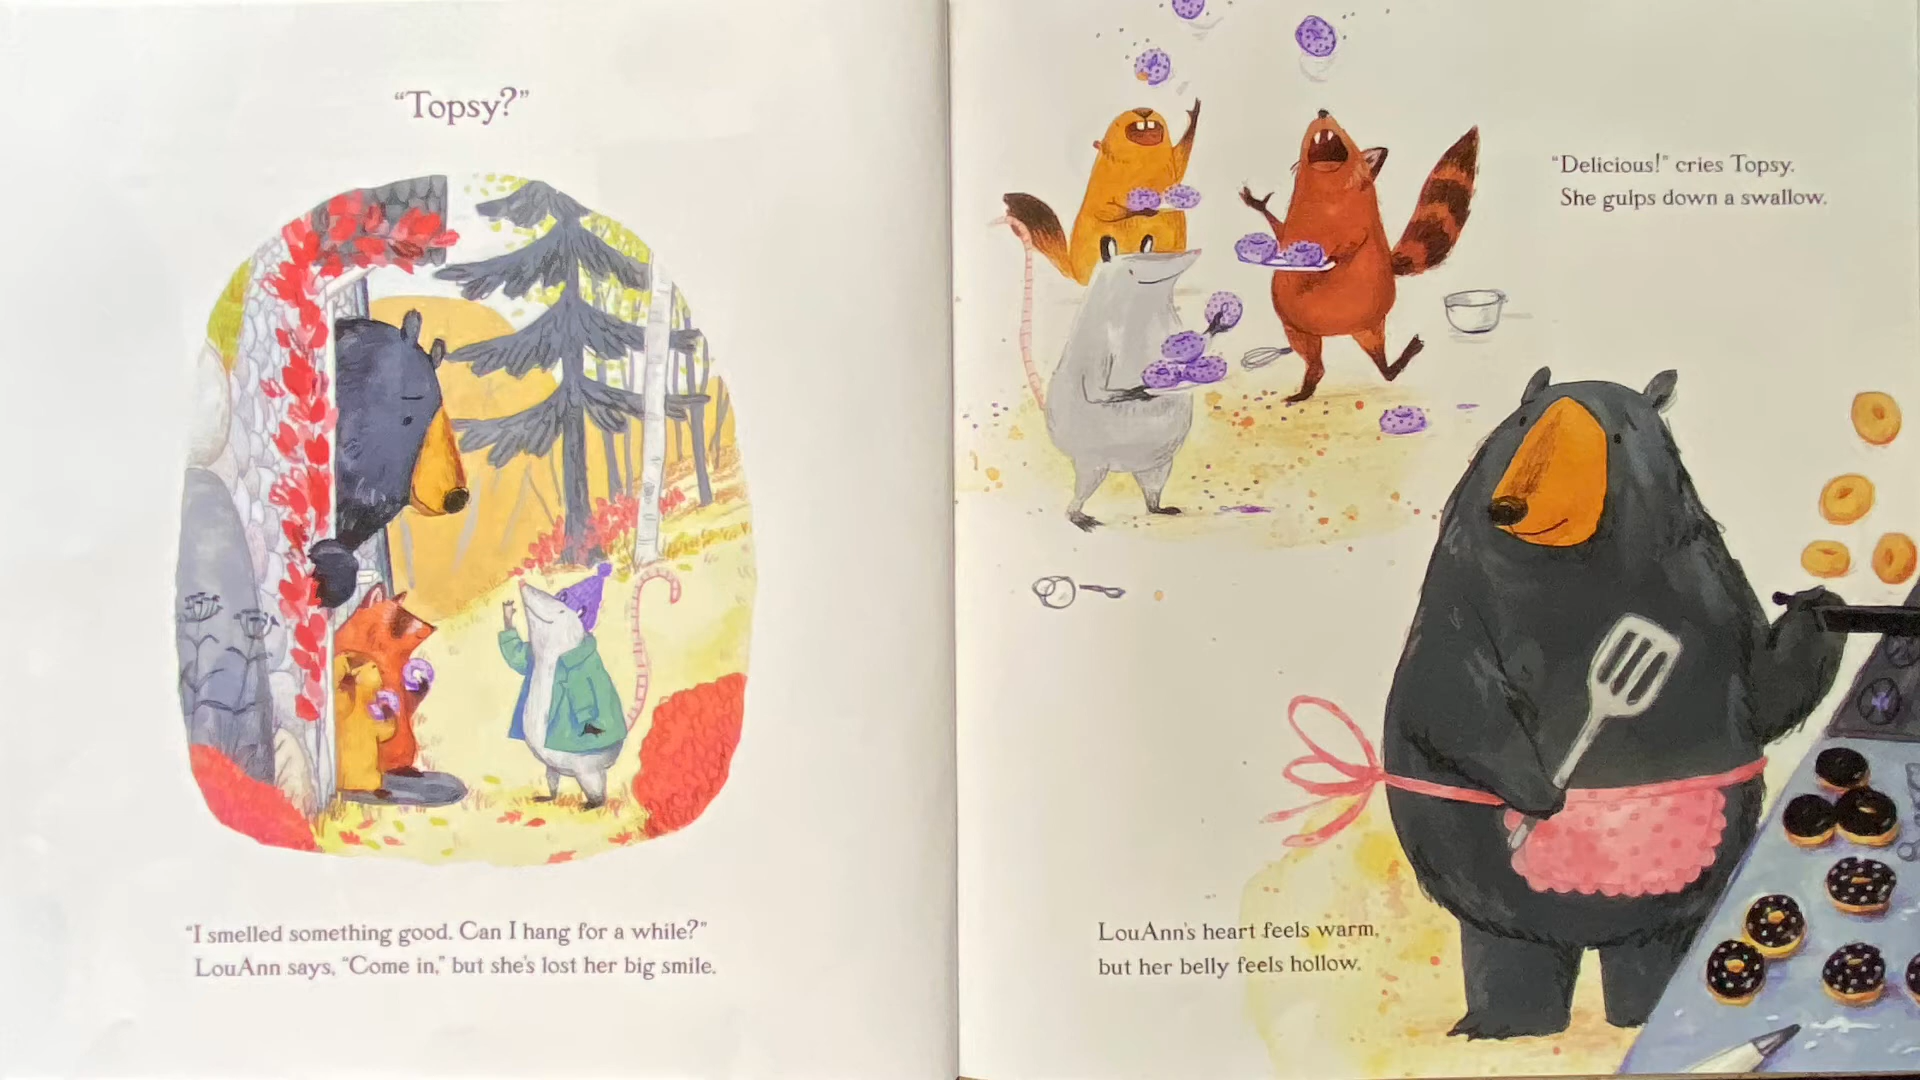 “Topsy?”
“I smelled something good. Can I hang for a while?”
LouAnn says, “Come in,” but she’s lost her big smile.
“Delicious!” cries Topsy.
She gulps down a swallow.
LouAnn’s heart feels warm,
but her belly feels hollow.